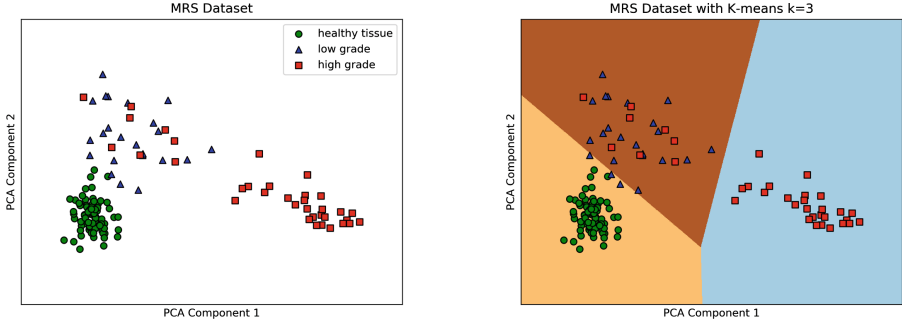 MRS Dataset
healthy tissue
low grade
high grade
PCA Component 2
PCA Component 1
MRS Dataset with K-means k=3
PCA Component 2
PCA Component 1